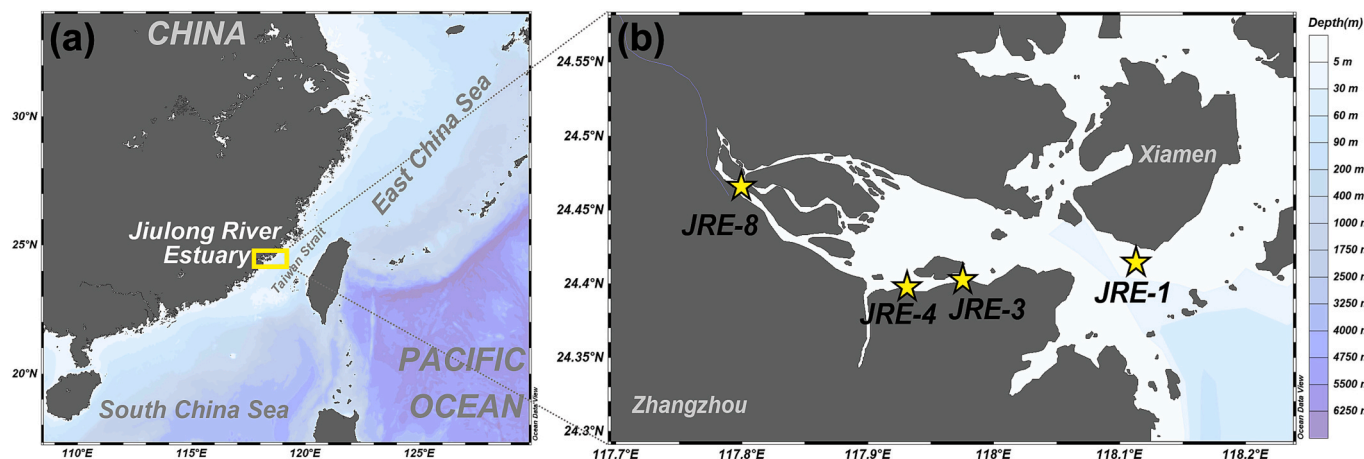 (a)
CHINA
East China Sea
Jiulong River
Estuary
Taiwan Strait
PACIFIC
OCEAN
South China Sea
30°N
25°N
20°N
110°E
115°E
120°E
125°E
Ocean Data View
(b)
Xiamen
JRE-8
JRE-4
JRE-3
JRE-1
Zhangzhou
24.55°N
24.5°N
24.45°N
24.4°N
24.35°N
24.3°N
117.7°E
117.8°E
117.9°E
118°E
118.1°E
118.2°E
Ocean Data View
Depth(m)
5 m
30 m
60 m
90 m
200 m
400 m
1000 m
1750 m
2500 m
3250 m
4000 m
4750 m
5500 m
6250 m